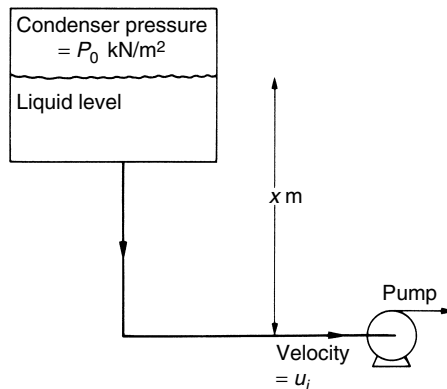 Condenser pressure
= P₀ kN/m²
Liquid level
x m
Pump
Velocity
= uᵢ